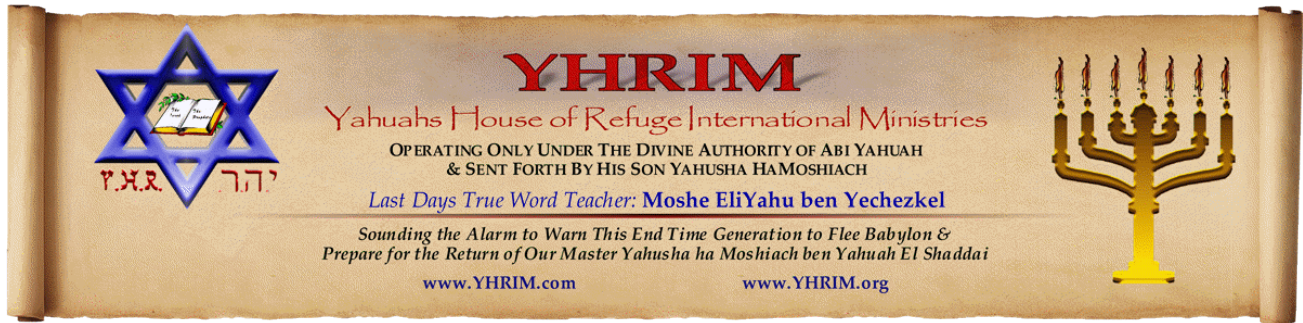 YHRIM
Yahuahs House of Refuge International Ministries
OPERATING ONLY UNDER THE DIVINE AUTHORITY OF ABI YAHUAH
& SENT FORTH BY HIS SON YAHUSHA HAMOSHIACH
Last Days True Word Teacher: Moshe EliYahu ben Yechezkel
Sounding the Alarm to Warn This End Time Generation to Flee Babylon &
Prepare for the Return of Our Master Yahusha ha Moshiach ben Yahuah El Shaddai
www.YHRIM.com
www.YHRIM.org
Y.H.R.
י.ה.ר.